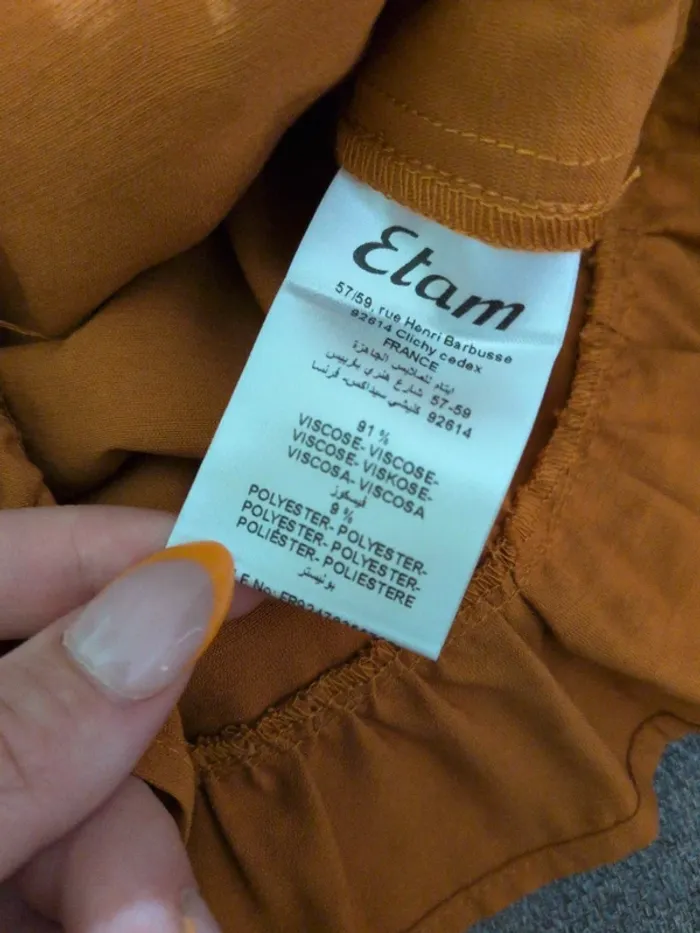 Etam
57/59, rue Henri Barbusse
92614 Clichy cedex
FRANCE
ايتام للملابس الجاهزة
57-59 شارع هنري بربيس
92614 كليشي سيداكس- فرنسا
91 %
VISCOSE- VISCOSE-
VISCOSE- VISKOSE-
VISCOSA- VISCOSA
فيسكوز
9 %
POLYESTER- POLYESTER-
POLYESTER- POLYESTER-
POLIÉSTER- POLIESTERE
بوليستر